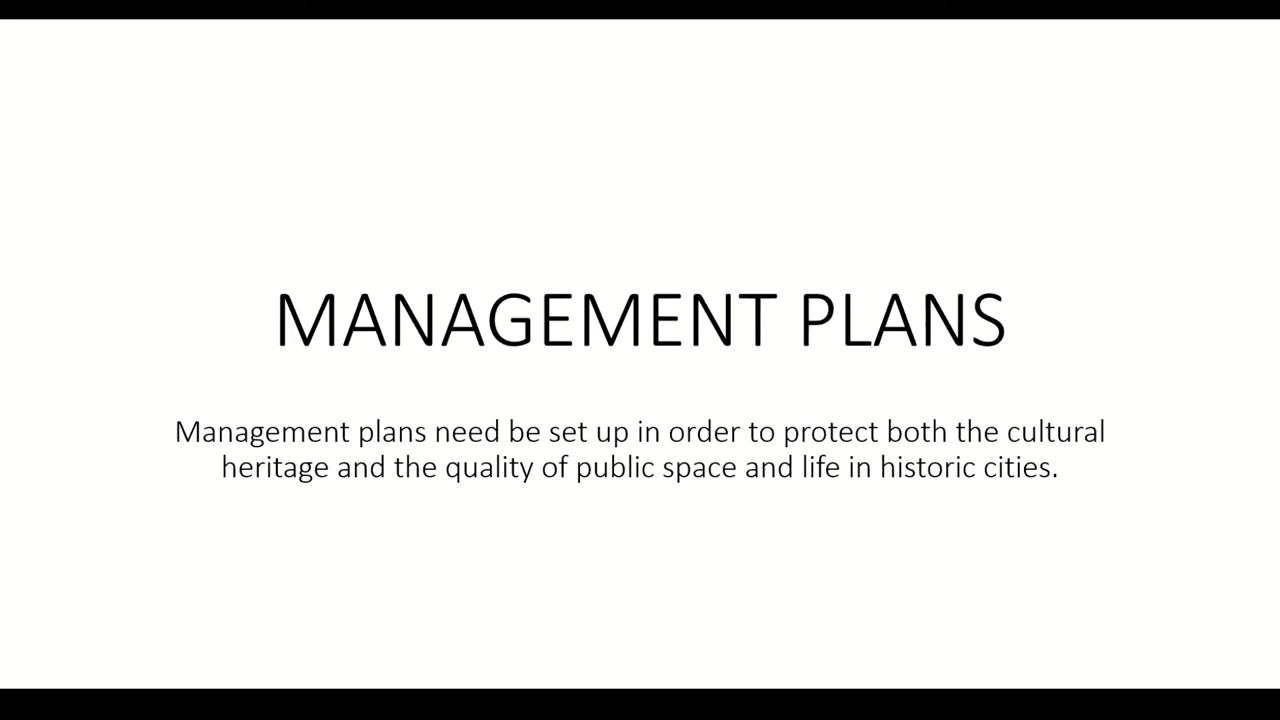 MANAGEMENT PLANS
Management plans need be set up in order to protect both the cultural
heritage and the quality of public space and life in historic cities.